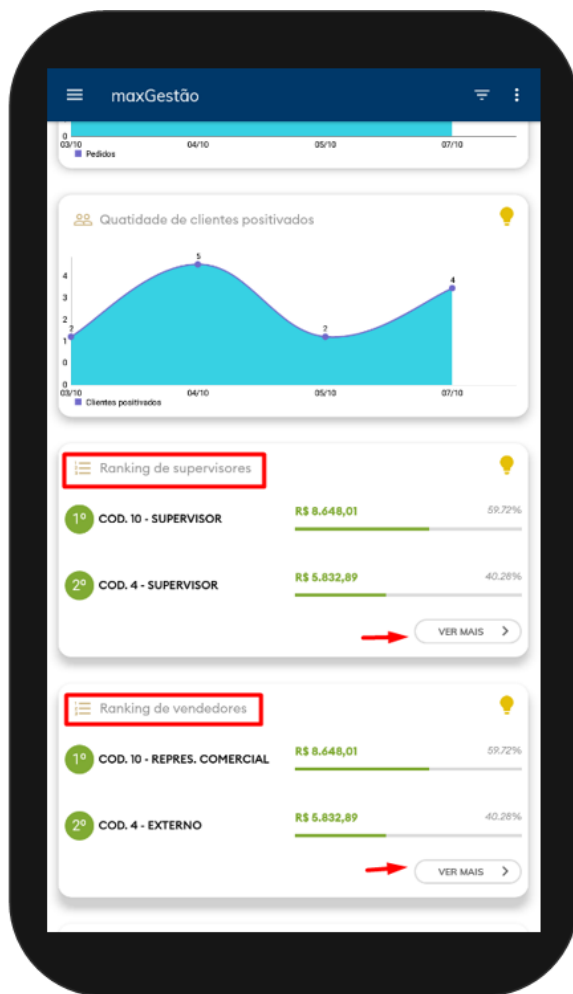 maxGestão
0
03/10 04/10 05/10 07/10
Pedidos
Quatidade de clientes positivados
5
4
4
3
2
2
2
1
0
0
03/10 04/10 05/10 07/10
Clientes positivados
Ranking de supervisores
1º COD. 10 - SUPERVISOR R$ 8.648,01 59.72%
2º COD. 4 - SUPERVISOR R$ 5.832,89 40.28%
VER MAIS
Ranking de vendedores
1º COD. 10 - REPRES. COMERCIAL R$ 8.648,01 59.72%
2º COD. 4 - EXTERNO R$ 5.832,89 40.28%
VER MAIS